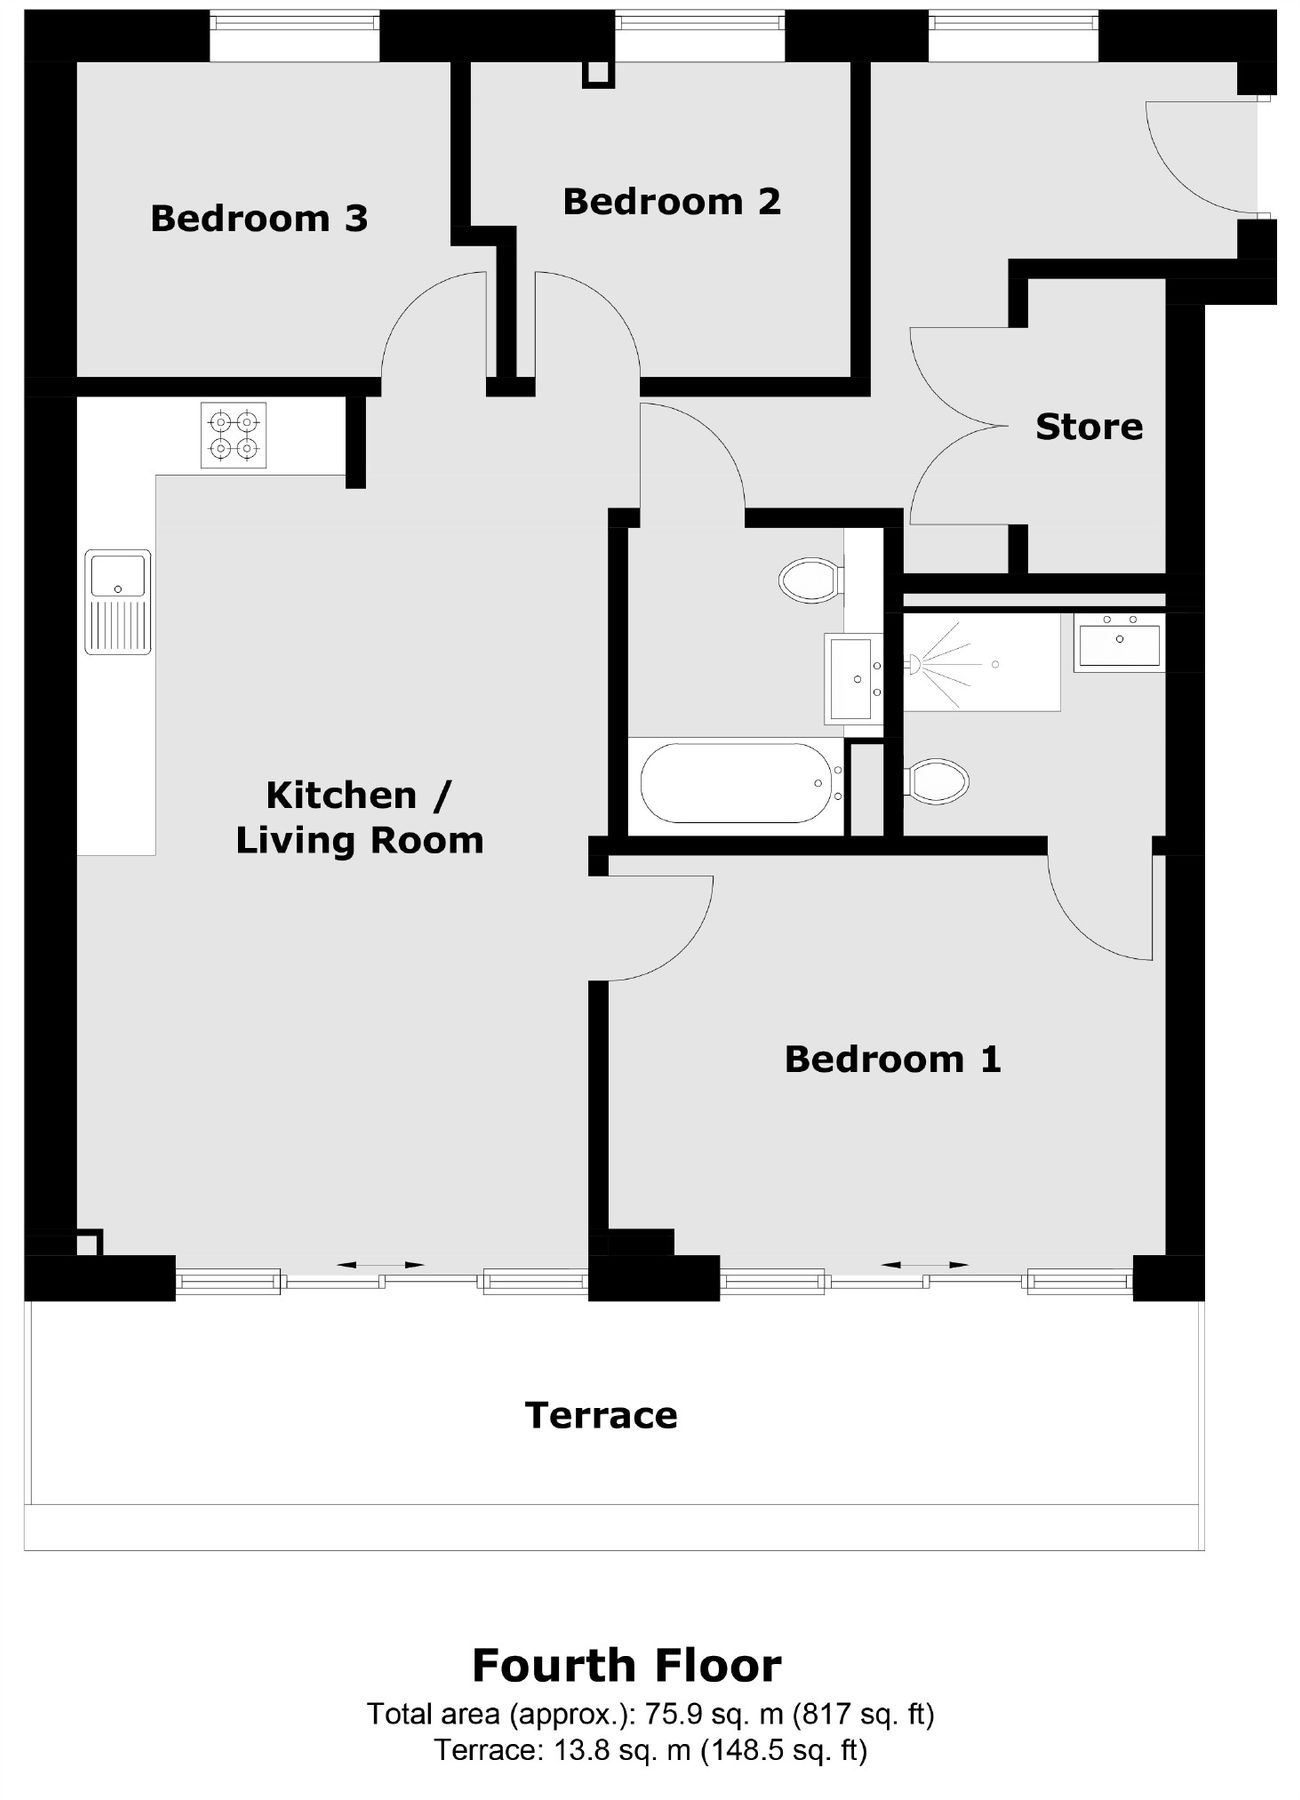 Bedroom 3
Bedroom 2
Store
Kitchen /
Living Room
Bedroom 1
Terrace
Fourth Floor
Total area (approx.): 75.9 sq. m (817 sq. ft)
Terrace: 13.8 sq. m (148.5 sq. ft)